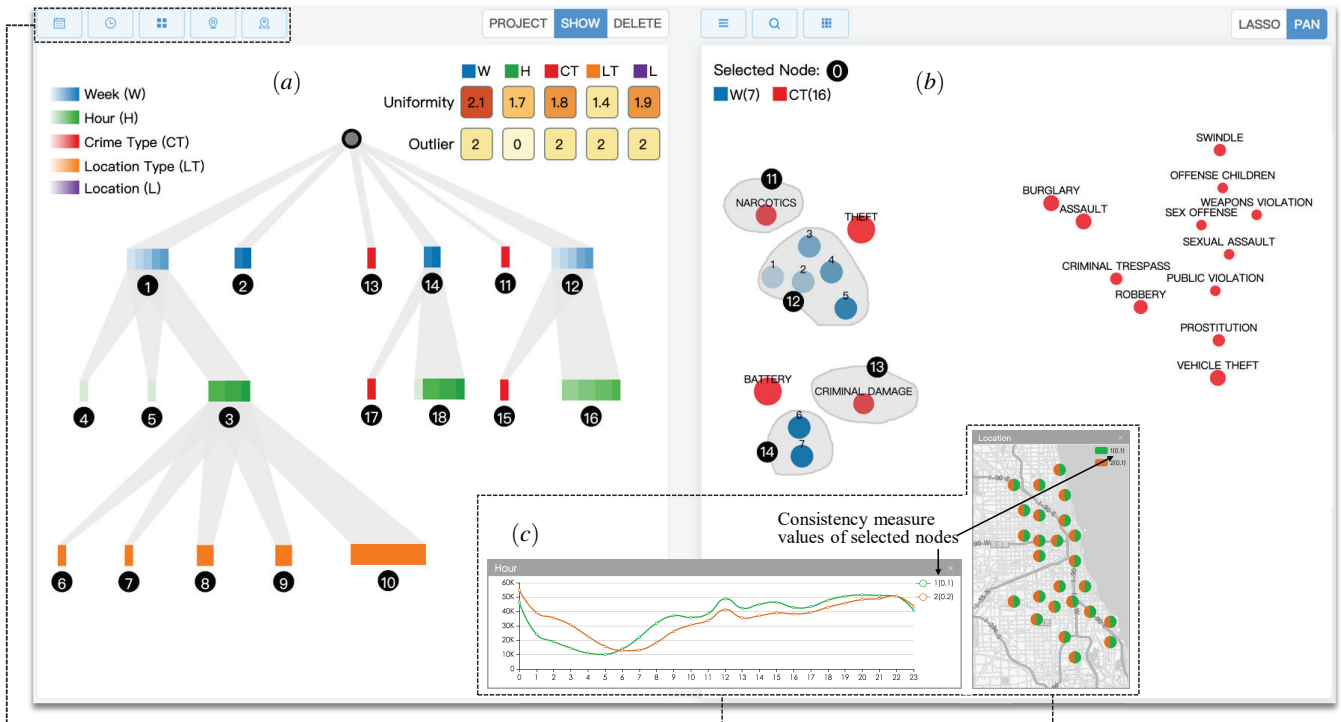 PROJECT SHOW DELETE
LASSO PAN
(a)
Week (W)
Hour (H)
Crime Type (CT)
Location Type (LT)
Location (L)
W H CT LT L
Uniformity 2.1 1.7 1.8 1.4 1.9
Outlier 2 0 2 2 2
1 2 13 14 11 12
4 5 3 17 18 15 16
6 7 8 9 10
Selected Node: 0
W(7) CT(16)
(b)
SWINDLE
OFFENSE CHILDREN
WEAPONS VIOLATION
SEX OFFENSE
SEXUAL ASSAULT
PUBLIC VIOLATION
BURGLARY
ASSAULT
CRIMINAL TRESPASS
ROBBERY
PROSTITUTION
VEHICLE THEFT
11
NARCOTICS
THEFT
3
1 2 4
12 5
BATTERY
13
CRIMINAL DAMAGE
6
14 7
(c)
Consistency measure
values of selected nodes
Hour ×
60K
50K
40K
30K
20K
10K
0
0 1 2 3 4 5 6 7 8 9 10 11 12 13 14 15 16 17 18 19 20 21 22 23
1(0.1)
2(0.2)
Location ×
1(0.1)
2(0.1)